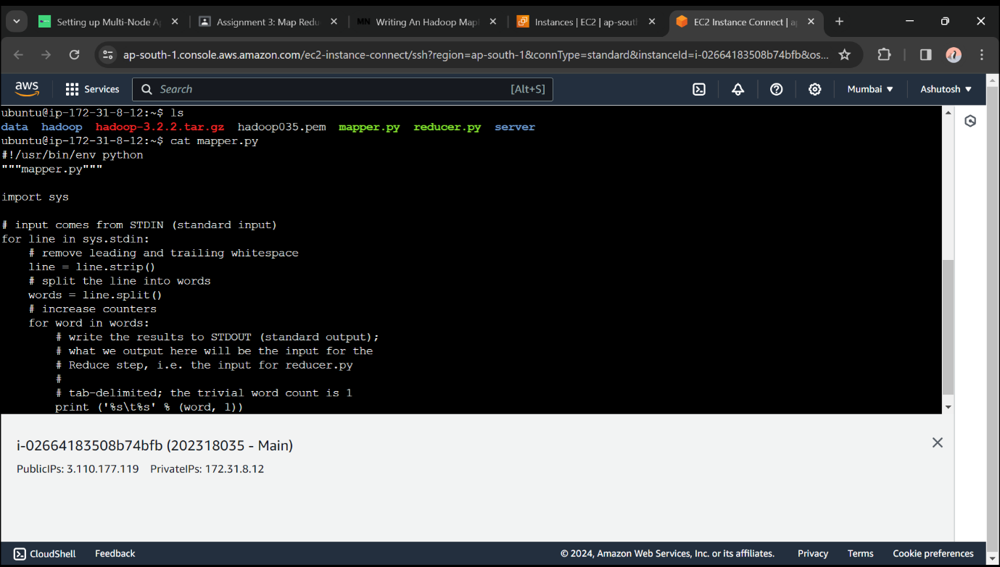 Setting up Multi-Node A
Assignment 3: Map Redu
MN Writing An Hadoop Map
Instances | EC2 | ap-sout
EC2 Instance Connect | a
ap-south-1.console.aws.amazon.com/ec2-instance-connect/ssh?region=ap-south-1&connType=standard&instanceId=i-02664183508b74bfb&os...
aws
Services
Search
[Alt+S]
Mumbai
Ashutosh
ubuntu@ip-172-31-8-12:~$ ls
data hadoop hadoop-3.2.2.tar.gz hadoop035.pem mapper.py reducer.py server
ubuntu@ip-172-31-8-12:~$ cat mapper.py
#!/usr/bin/env python
"""mapper.py"""
import sys
# input comes from STDIN (standard input)
for line in sys.stdin:
    # remove leading and trailing whitespace
    line = line.strip()
    # split the line into words
    words = line.split()
    # increase counters
    for word in words:
        # write the results to STDOUT (standard output);
        # what we output here will be the input for the
        # Reduce step, i.e. the input for reducer.py
        #
        # tab-delimited; the trivial word count is 1
        print ('%s\t%s' % (word, 1))
i-02664183508b74bfb (202318035 - Main)
PublicIPs: 3.110.177.119 PrivateIPs: 172.31.8.12
CloudShell
Feedback
© 2024, Amazon Web Services, Inc. or its affiliates.
Privacy
Terms
Cookie preferences